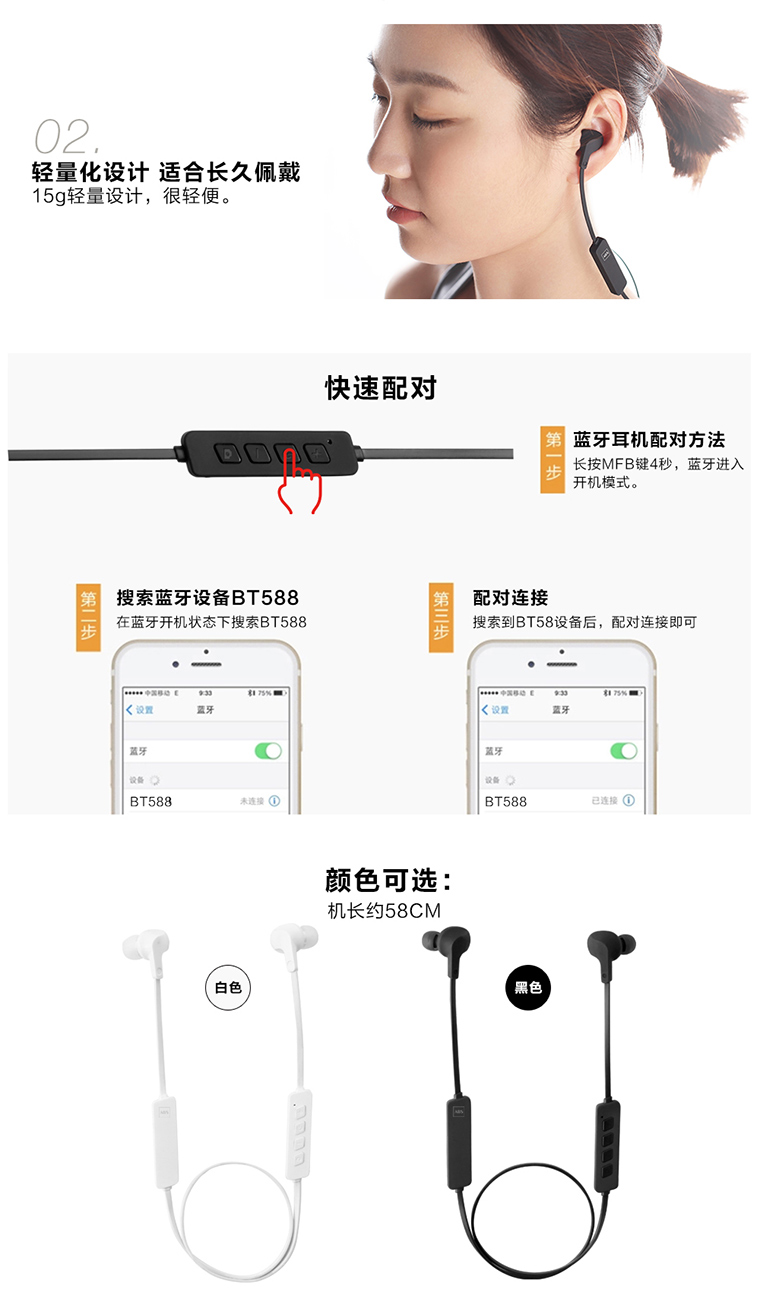 02.
轻量化设计 适合长久佩戴
15g轻量设计，很轻便。
快速配对
第一步
蓝牙耳机配对方法
长按MFB键4秒，蓝牙进入
开机模式。
第二步
搜索蓝牙设备BT588
在蓝牙开机状态下搜索BT588
第三步
配对连接
搜索到BT58设备后，配对连接即可
中国移动 E 9:33 75%
设置 蓝牙
蓝牙
设备
BT588 未连接
中国移动 E 9:33 75%
设置 蓝牙
蓝牙
设备
BT588 已连接
颜色可选：
机长约58CM
白色
黑色